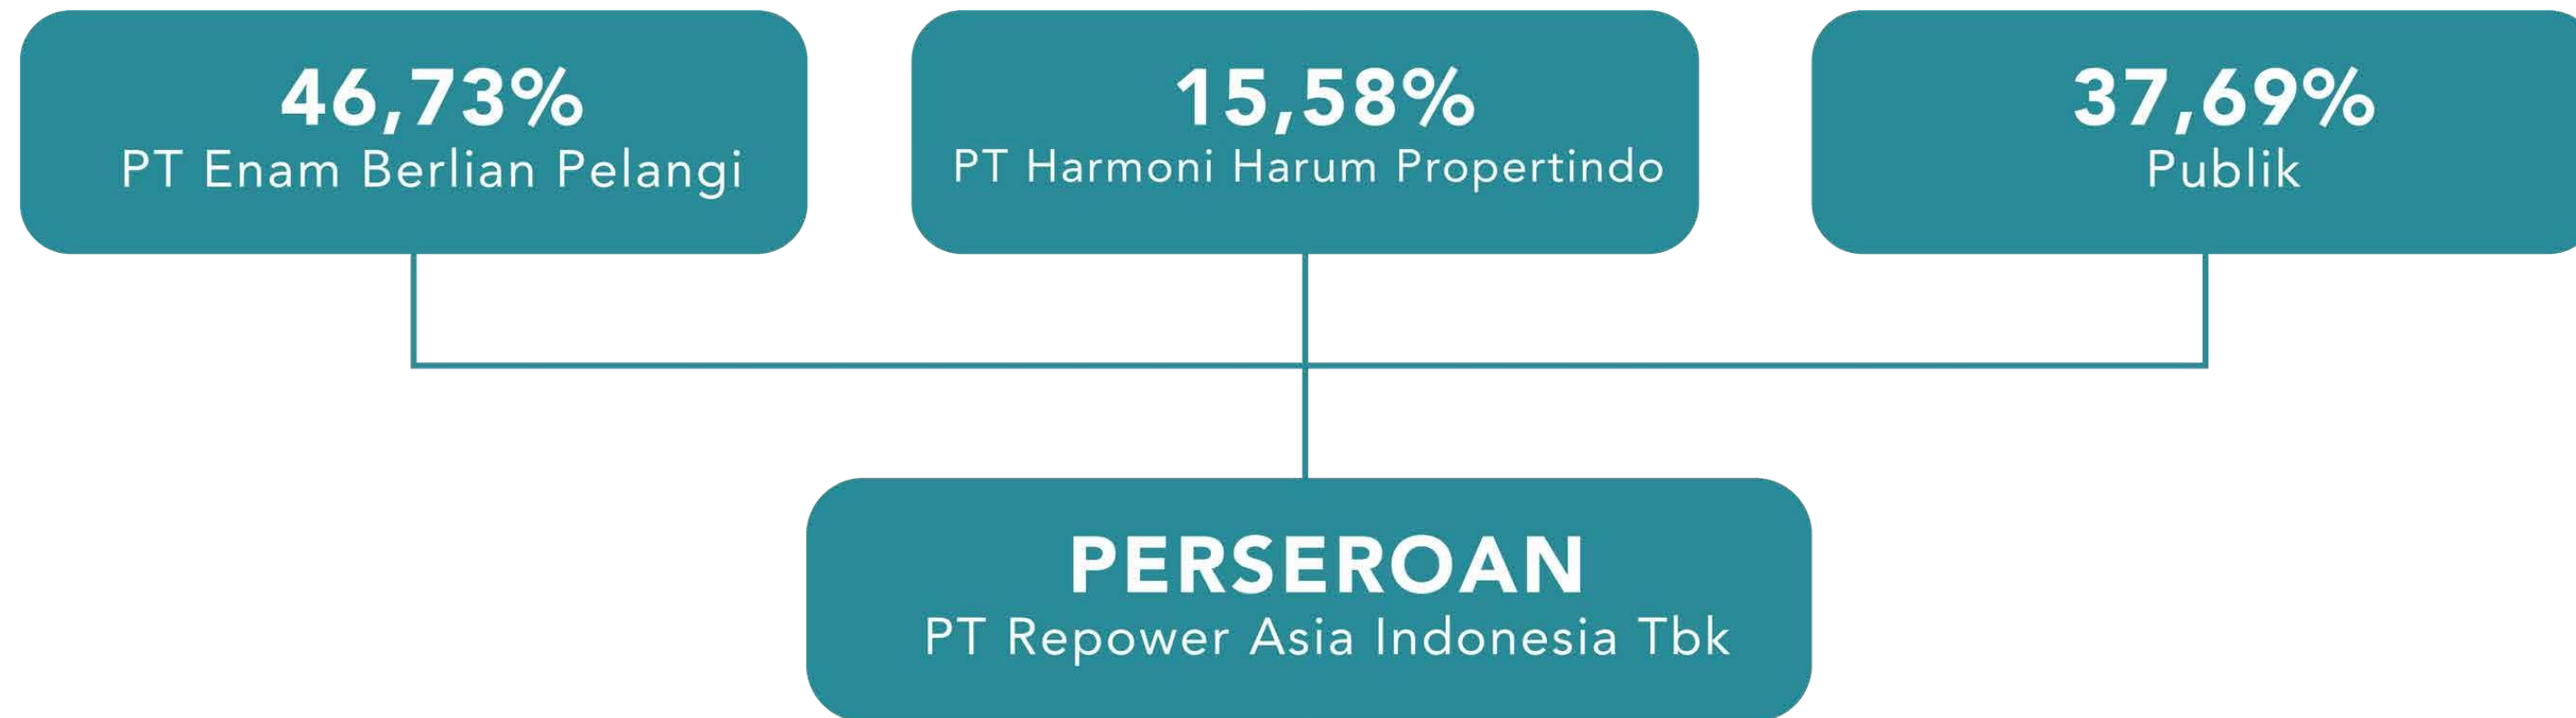 46,73%
PT Enam Berlian Pelangi
15,58%
PT Harmoni Harum Propertindo
37,69%
Publik
PERSEROAN
PT Repower Asia Indonesia Tbk